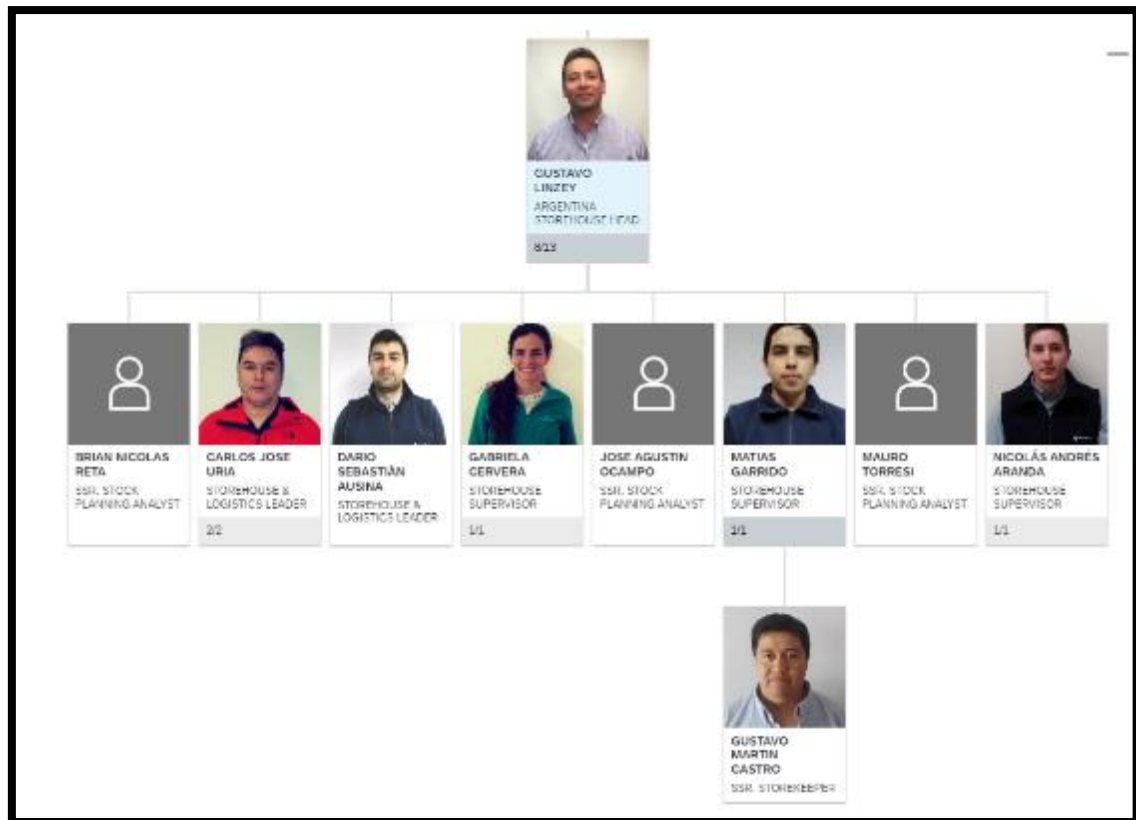 GUSTAVO
LINZEY
ARGENTINA
STOREHOUSE HEAD
8/13
BRIAN NICOLAS
RETA
SSR. STOCK
PLANNING ANALYST
CARLOS JOSE
URIA
STOREHOUSE &
LOGISTICS LEADER
2/2
DARIO
SEBASTIÁN
AUSINA
STOREHOUSE &
LOGISTICS LEADER
GABRIELA
CERVERA
STOREHOUSE
SUPERVISOR
1/1
JOSE AGUSTIN
OCAMPO
SSR. STOCK
PLANNING ANALYST
MATIAS
GARRIDO
STOREHOUSE
SUPERVISOR
1/1
MAURO
TORRESI
SSR. STOCK
PLANNING ANALYST
NICOLÁS ANDRÉS
ARANDA
STOREHOUSE
SUPERVISOR
1/1
GUSTAVO
MARTIN
CASTRO
SSR. STOREKEEPER